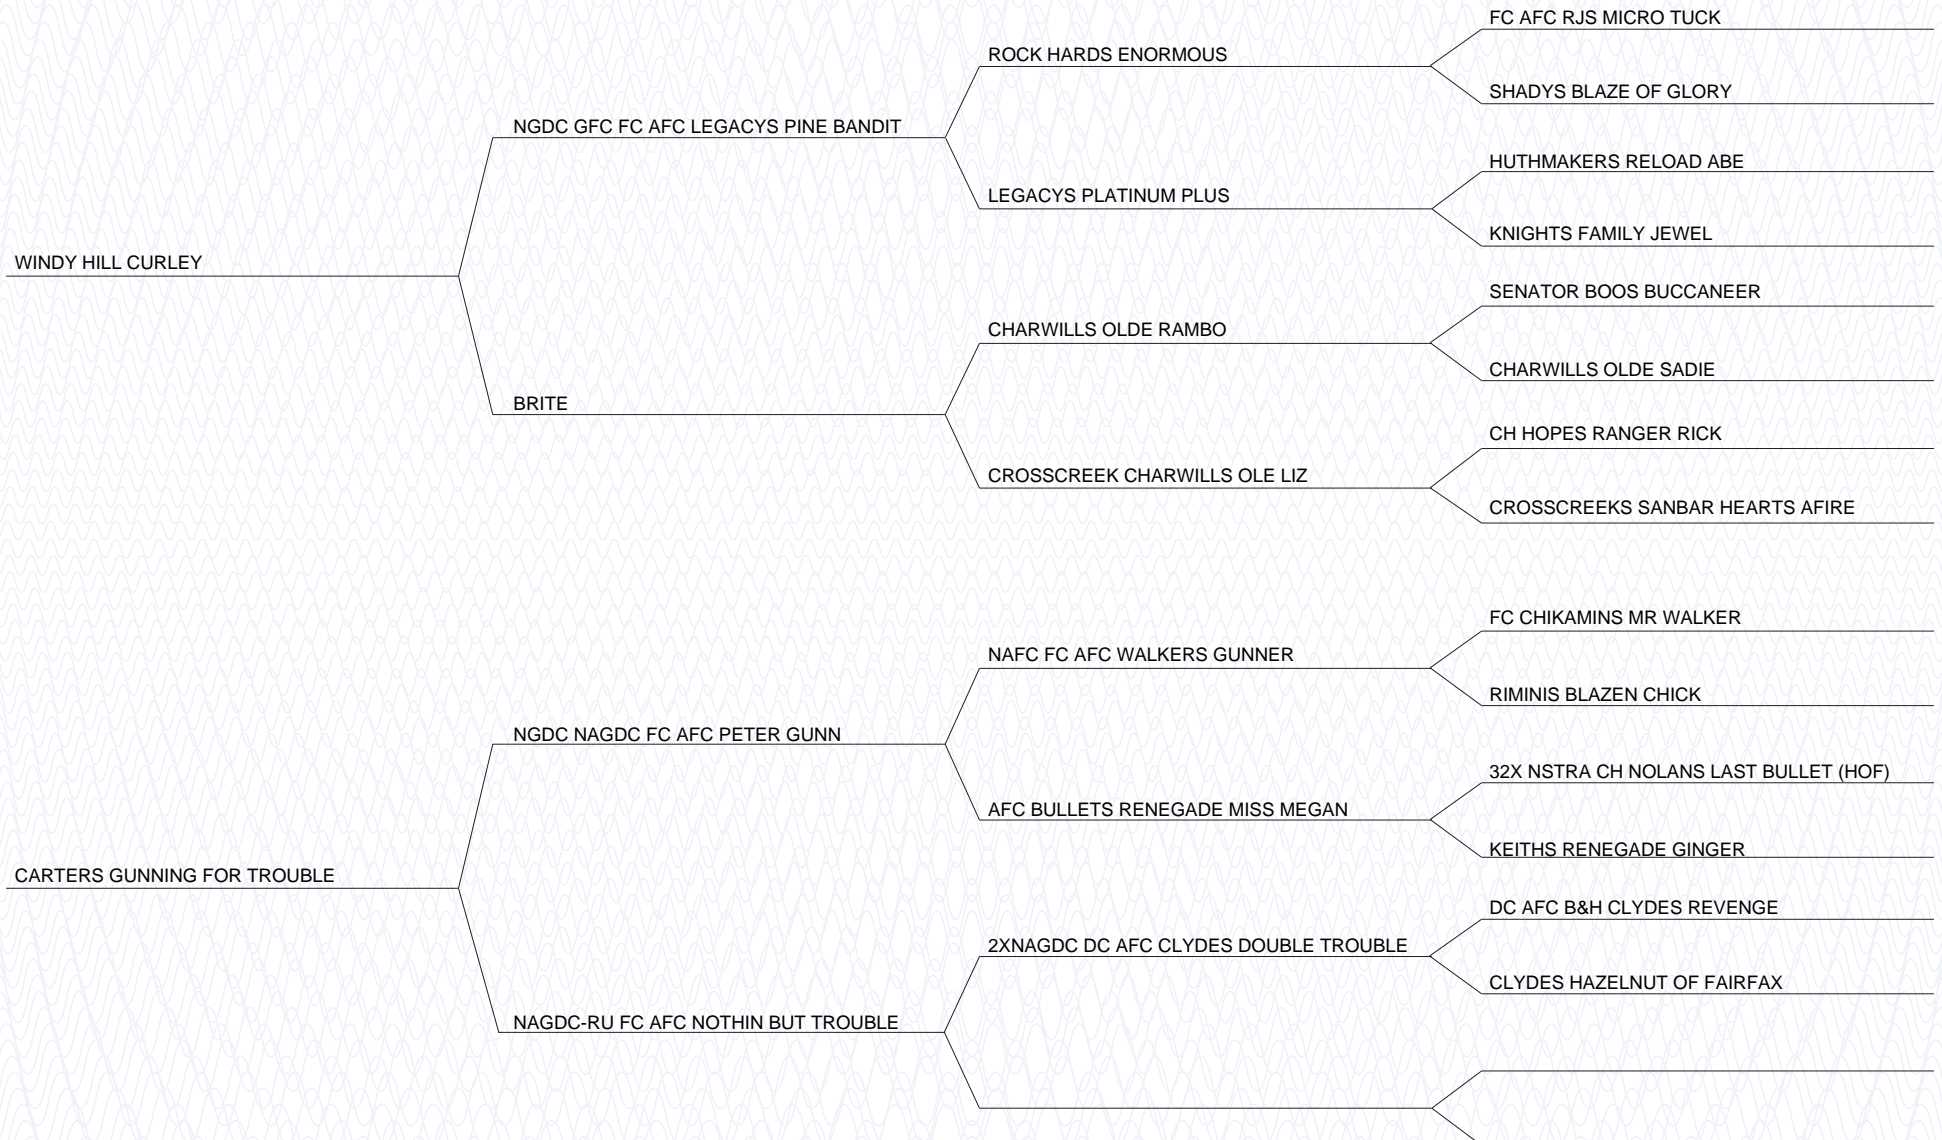 FC AFC RJS MICRO TUCK
ROCK HARDS ENORMOUS
SHADYS BLAZE OF GLORY
NGDC GFC FC AFC LEGACYS PINE BANDIT
HUTHMAKERS RELOAD ABE
LEGACYS PLATINUM PLUS
KNIGHTS FAMILY JEWEL
WINDY HILL CURLEY
SENATOR BOOS BUCCANEER
CHARWILLS OLDE RAMBO
CHARWILLS OLDE SADIE
BRITE
CH HOPES RANGER RICK
CROSSCREEK CHARWILLS OLE LIZ
CROSSCREEKS SANBAR HEARTS AFIRE
FC CHIKAMINS MR WALKER
NAFC FC AFC WALKERS GUNNER
RIMINIS BLAZEN CHICK
NGDC NAGDC FC AFC PETER GUNN
32X NSTRA CH NOLANS LAST BULLET (HOF)
AFC BULLETS RENEGADE MISS MEGAN
KEITHS RENEGADE GINGER
CARTERS GUNNING FOR TROUBLE
DC AFC B&H CLYDES REVENGE
2XNAGDC DC AFC CLYDES DOUBLE TROUBLE
CLYDES HAZELNUT OF FAIRFAX
NAGDC-RU FC AFC NOTHIN BUT TROUBLE